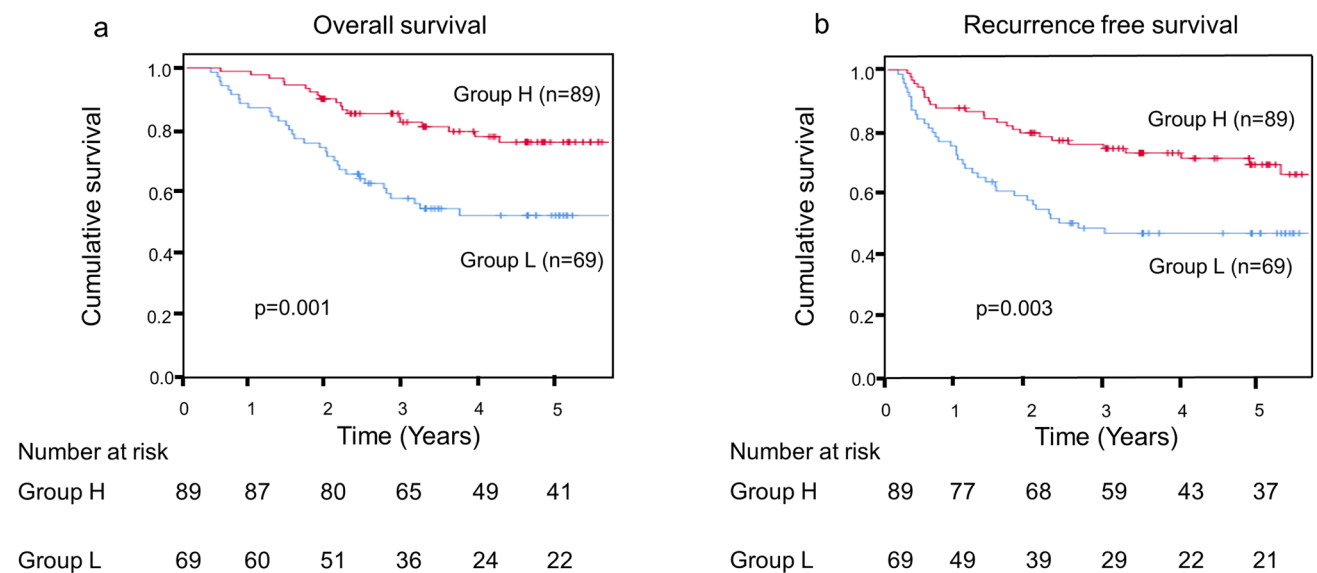 a
Overall survival
Cumulative survival
1.0
0.8
0.6
0.4
0.2
0.0
Group H (n=89)
Group L (n=69)
p=0.001
0 1 2 3 4 5
Time (Years)
Number at risk
Group H 89 87 80 65 49 41
Group L 69 60 51 36 24 22
b
Recurrence free survival
Cumulative survival
1.0
0.8
0.6
0.4
0.2
0.0
Group H (n=89)
Group L (n=69)
p=0.003
0 1 2 3 4 5
Time (Years)
Number at risk
Group H 89 77 68 59 43 37
Group L 69 49 39 29 22 21